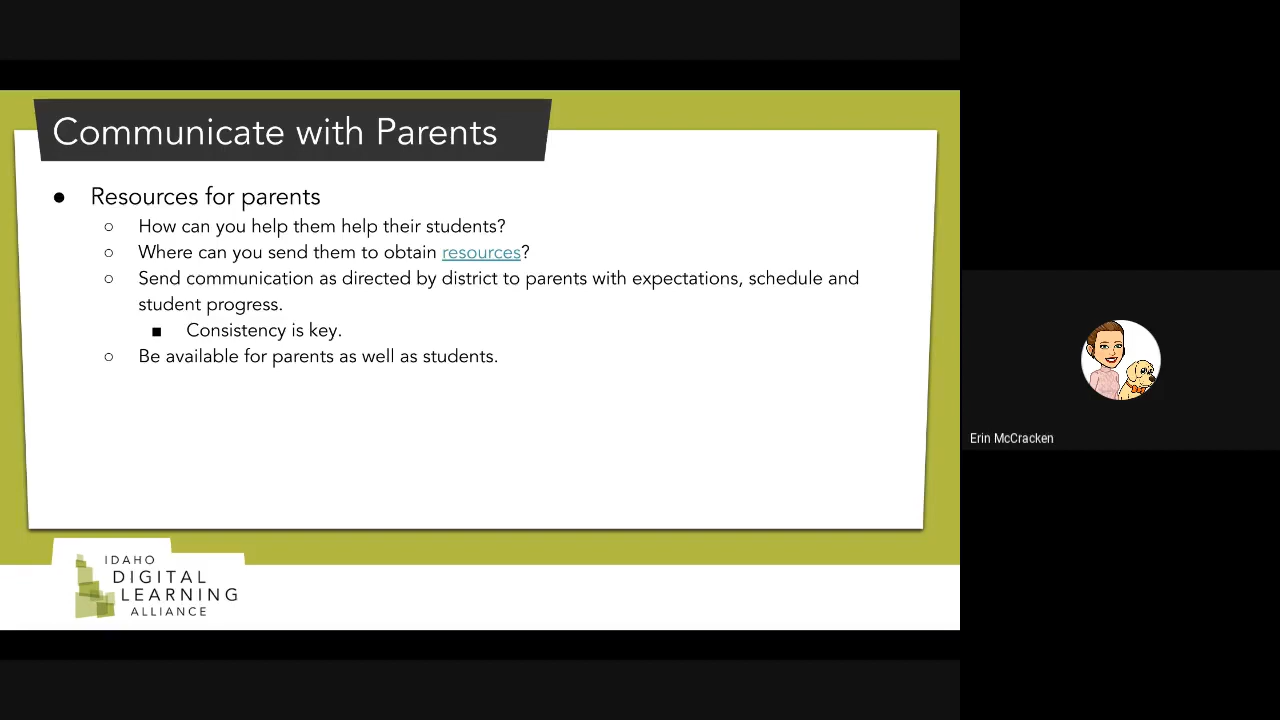 Communicate with Parents
● Resources for parents
○ How can you help them help their students?
○ Where can you send them to obtain resources?
○ Send communication as directed by district to parents with expectations, schedule and
student progress.
■ Consistency is key.
○ Be available for parents as well as students.
Erin McCracken
IDAHO
DIGITAL
LEARNING
ALLIANCE